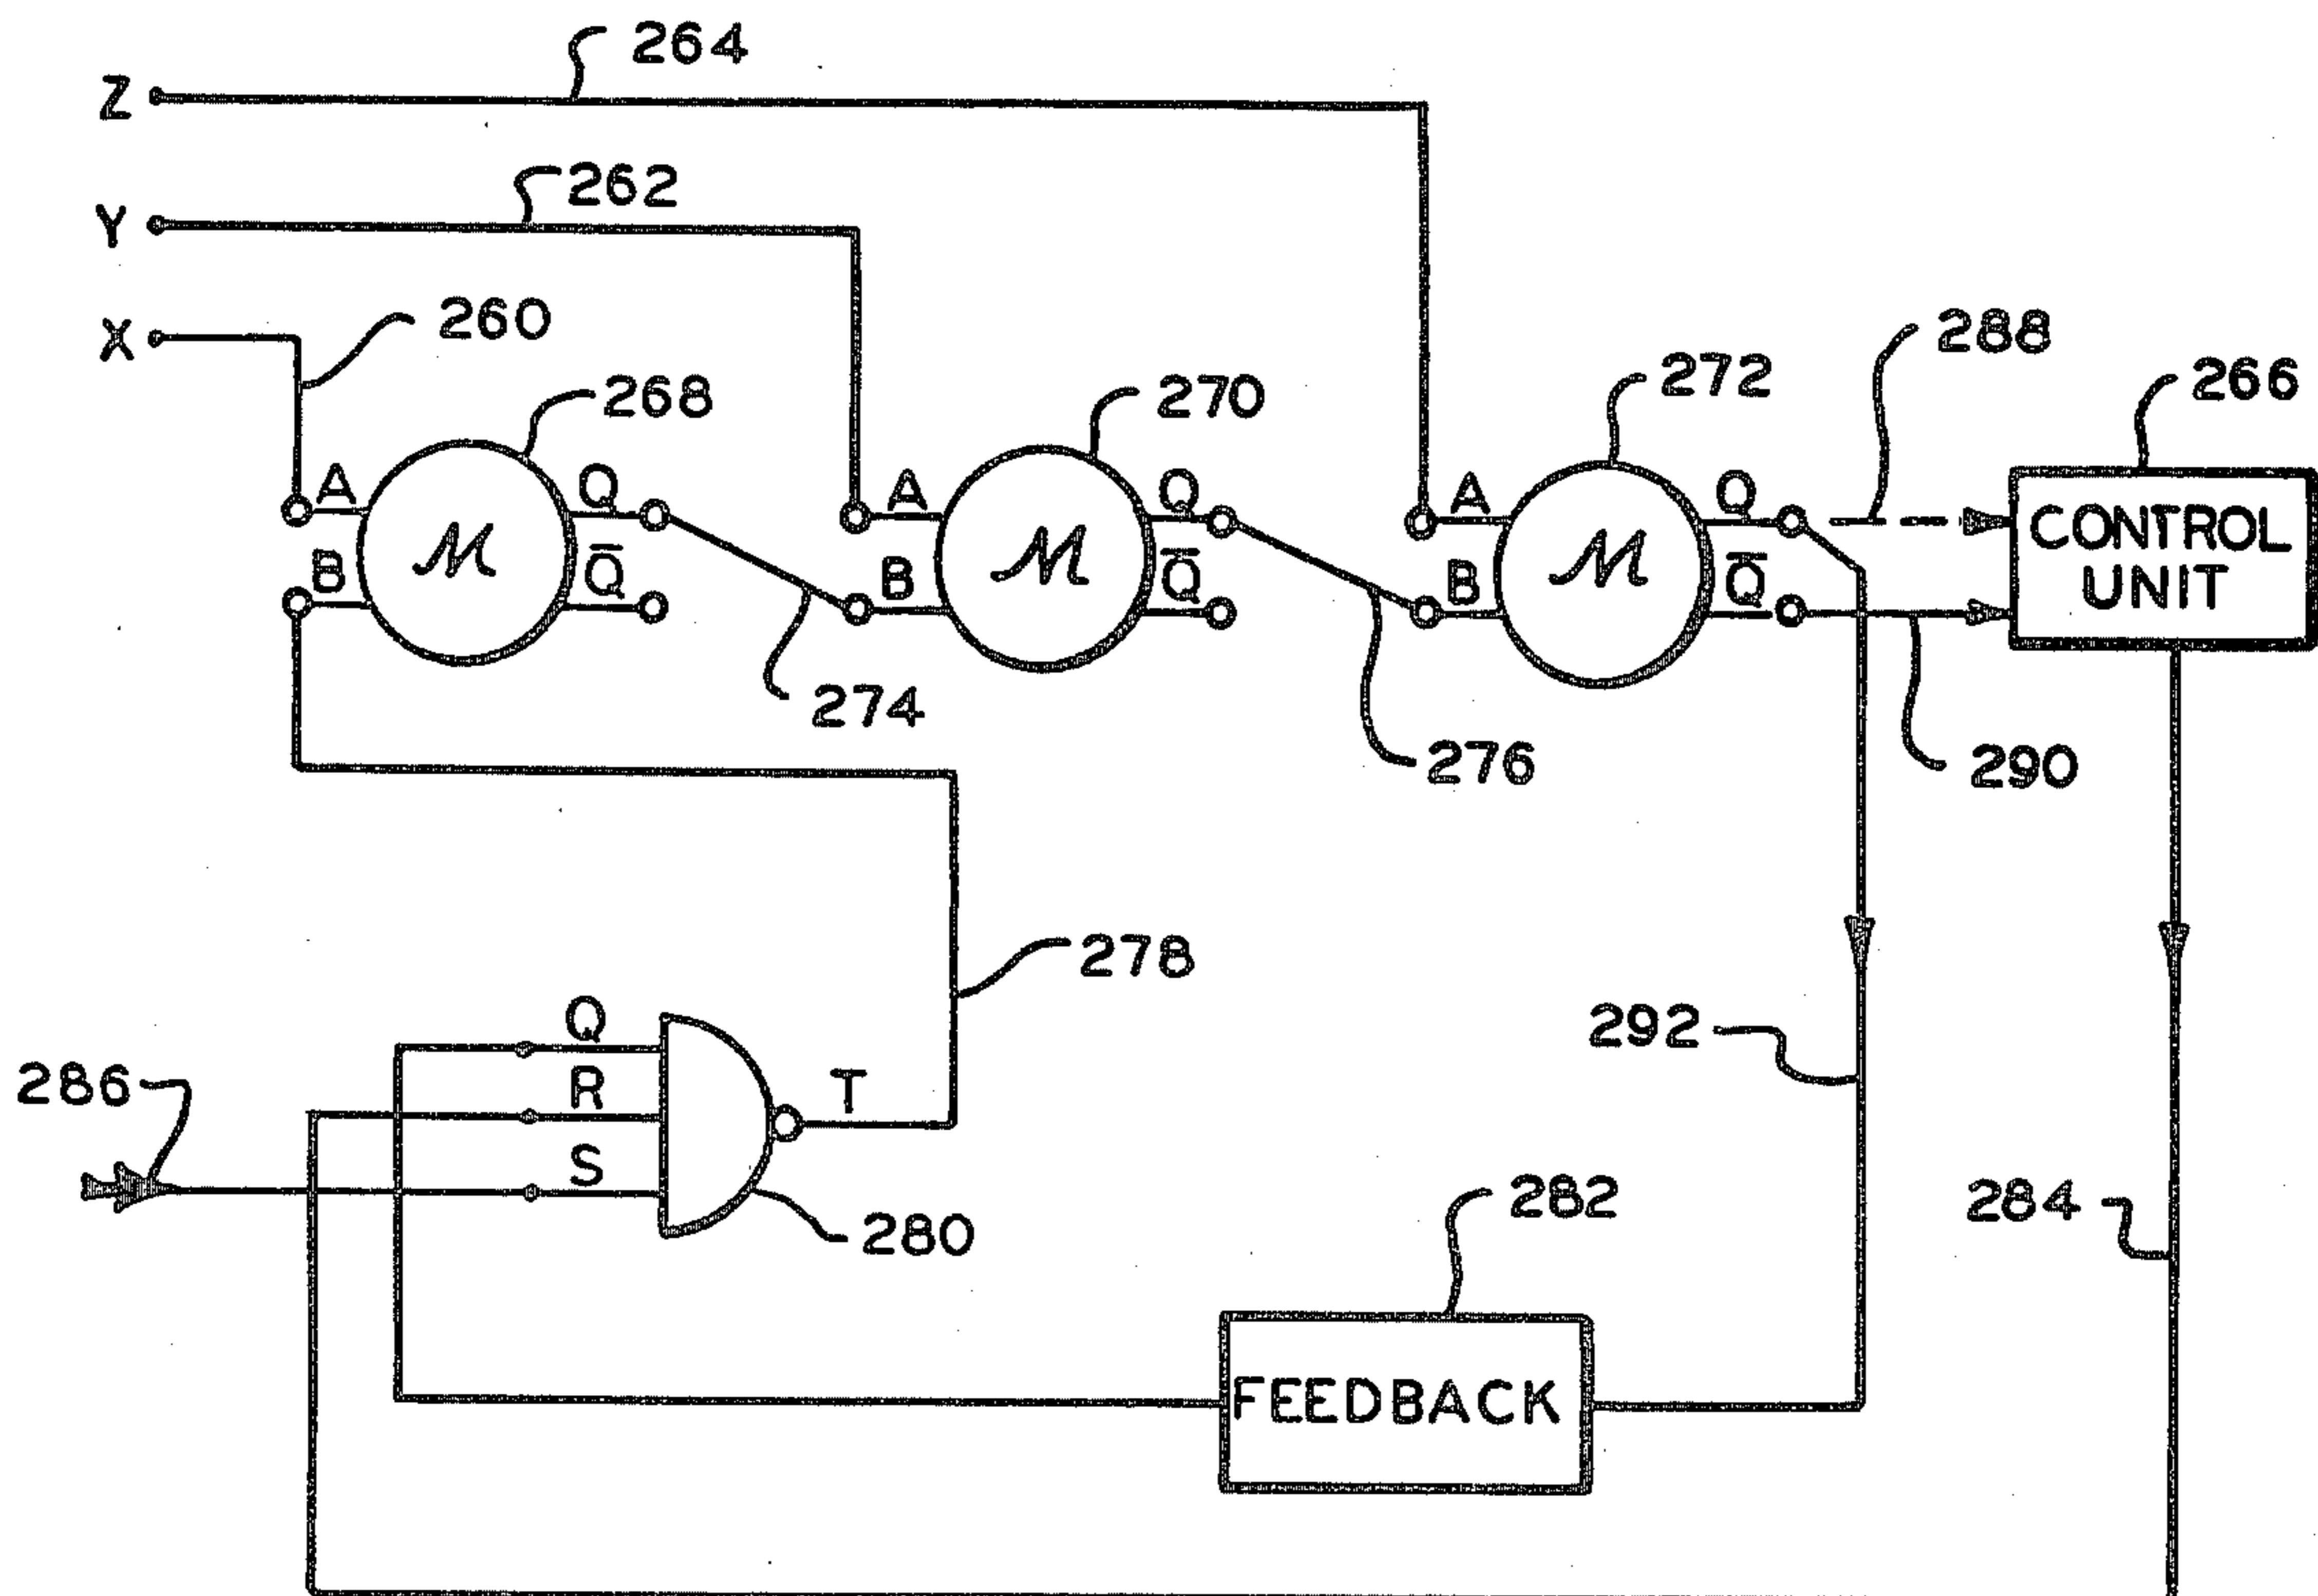 264
Z
262
Y
260
X
288
266
272
270
268
A
Q
A
Q
A
Q
CONTROL
UNIT
M
M
M
B
Q̅
B
Q̅
B
Q̅
274
276
290
278
292
Q
286
R
T
S
280
282
284
FEEDBACK